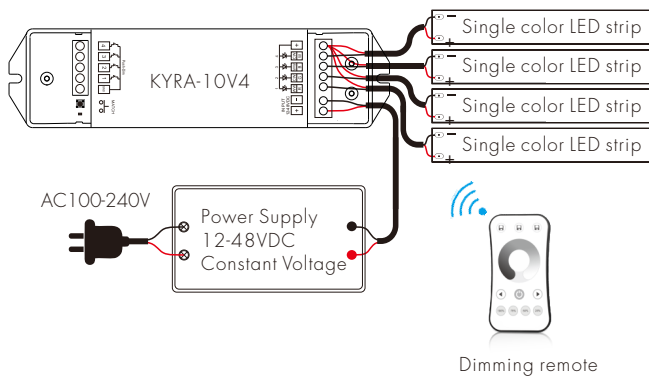 Single color LED strip
Single color LED strip
KYRA-10V4
Single color LED strip
MATCH
Single color LED strip
AC100-240V
Power Supply
12-48VDC
Constant Voltage
Dimming remote